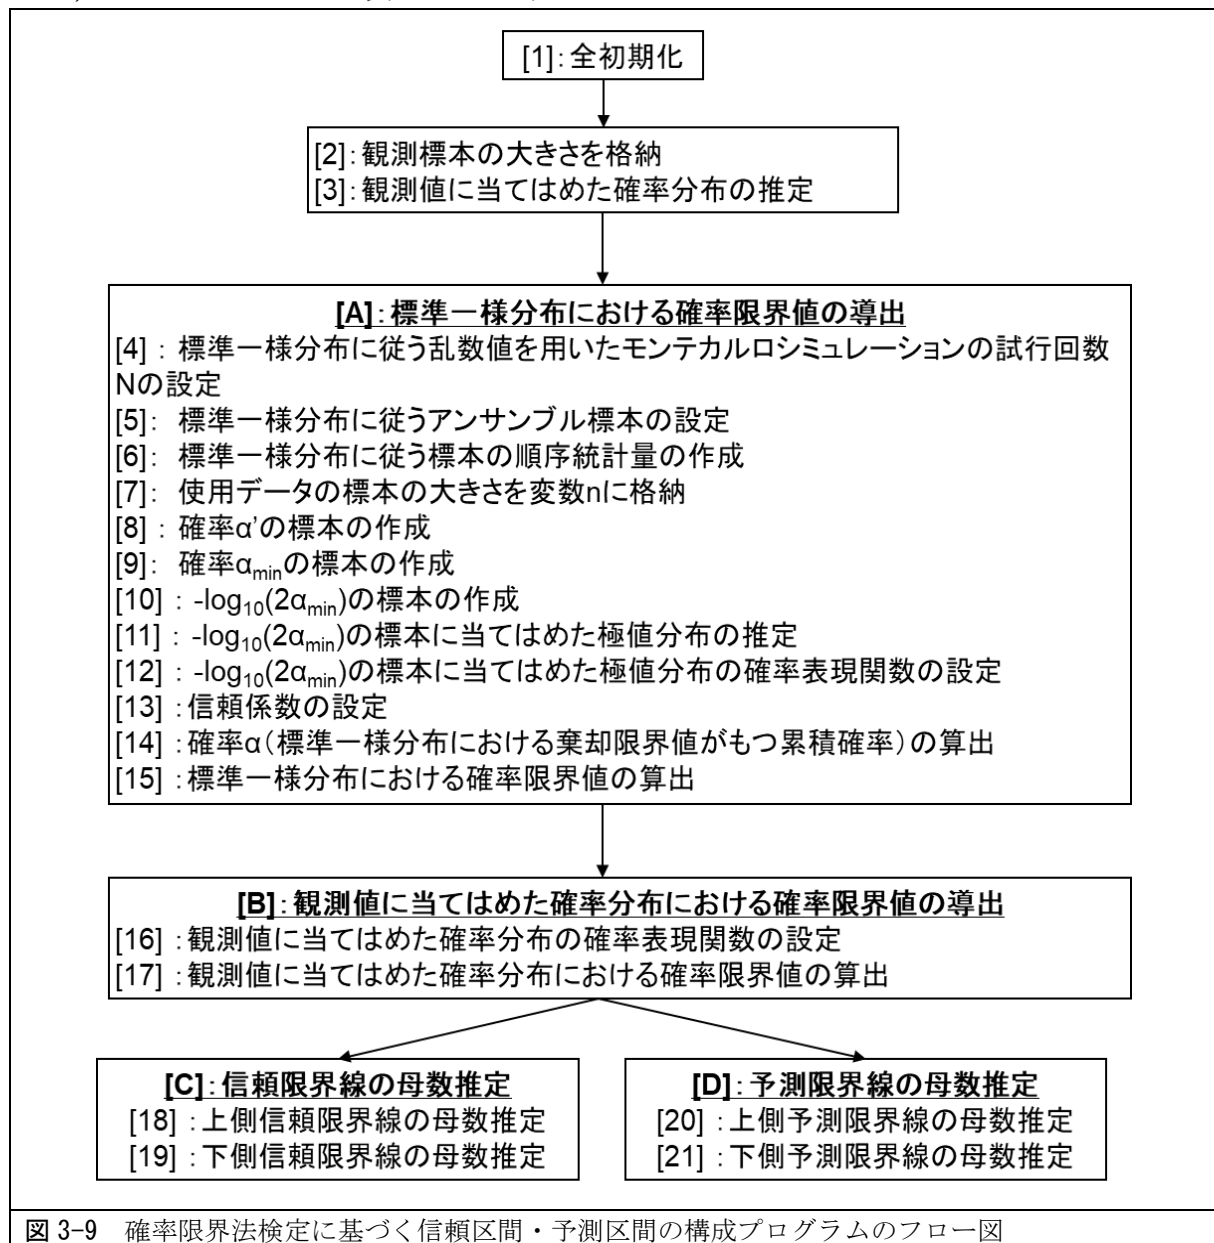 [1]：全初期化
[2]：観測標本の大きさを格納
[3]：観測値に当てはめた確率分布の推定
[A]：標準一様分布における確率限界値の導出
[4]：標準一様分布に従う乱数値を用いたモンテカルロシミュレーションの試行回数
Nの設定
[5]： 標準一様分布に従うアンサンブル標本の設定
[6]： 標準一様分布に従う標本の順序統計量の作成
[7]： 使用データの標本の大きさを変数nに格納
[8]：確率α’の標本の作成
[9]： 確率αminの標本の作成
[10]：-log10(2αmin)の標本の作成
[11]：-log10(2αmin)の標本に当てはめた極値分布の推定
[12]：-log10(2αmin)の標本に当てはめた極値分布の確率表現関数の設定
[13]：信頼係数の設定
[14]：確率α（標準一様分布における棄却限界値がもつ累積確率）の算出
[15]：標準一様分布における確率限界値の算出
[B]：観測値に当てはめた確率分布における確率限界値の導出
[16]：観測値に当てはめた確率分布の確率表現関数の設定
[17]：観測値に当てはめた確率分布における確率限界値の算出
[C]：信頼限界線の母数推定
[18]：上側信頼限界線の母数推定
[19]：下側信頼限界線の母数推定
[D]：予測限界線の母数推定
[20]：上側予測限界線の母数推定
[21]：下側予測限界線の母数推定
図 3-9　確率限界法検定に基づく信頼区間・予測区間の構成プログラムのフロー図